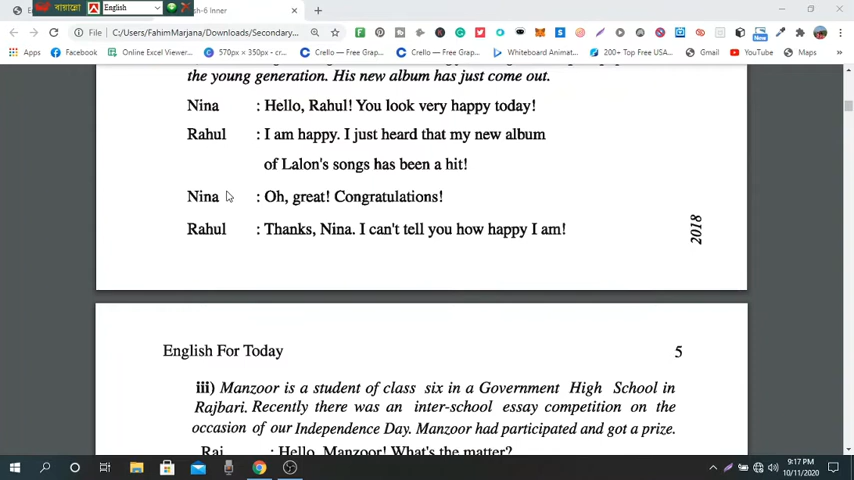 বায়ান্নো
English
sh-6 Inner
C:/Users/FahimMarjana/Downloads/Secondary...
Apps
Facebook
Online Excel Viewer...
570px × 350px - cr...
Crello — Free Grap...
Crello — Free Grap...
Whiteboard Animat...
200+ Top Free USA...
Gmail
YouTube
Maps
New
the young generation. His new album has just come out.
Nina : Hello, Rahul! You look very happy today!
Rahul : I am happy. I just heard that my new album
of Lalon's songs has been a hit!
Nina : Oh, great! Congratulations!
Rahul : Thanks, Nina. I can't tell you how happy I am!
2018
English For Today 5
iii) Manzoor is a student of class six in a Government High School in
Rajbari. Recently there was an inter-school essay competition on the
occasion of our Independence Day. Manzoor had participated and got a prize.
Raj : Hello, Manzoor! What's the matter?
9:17 PM
10/11/2020